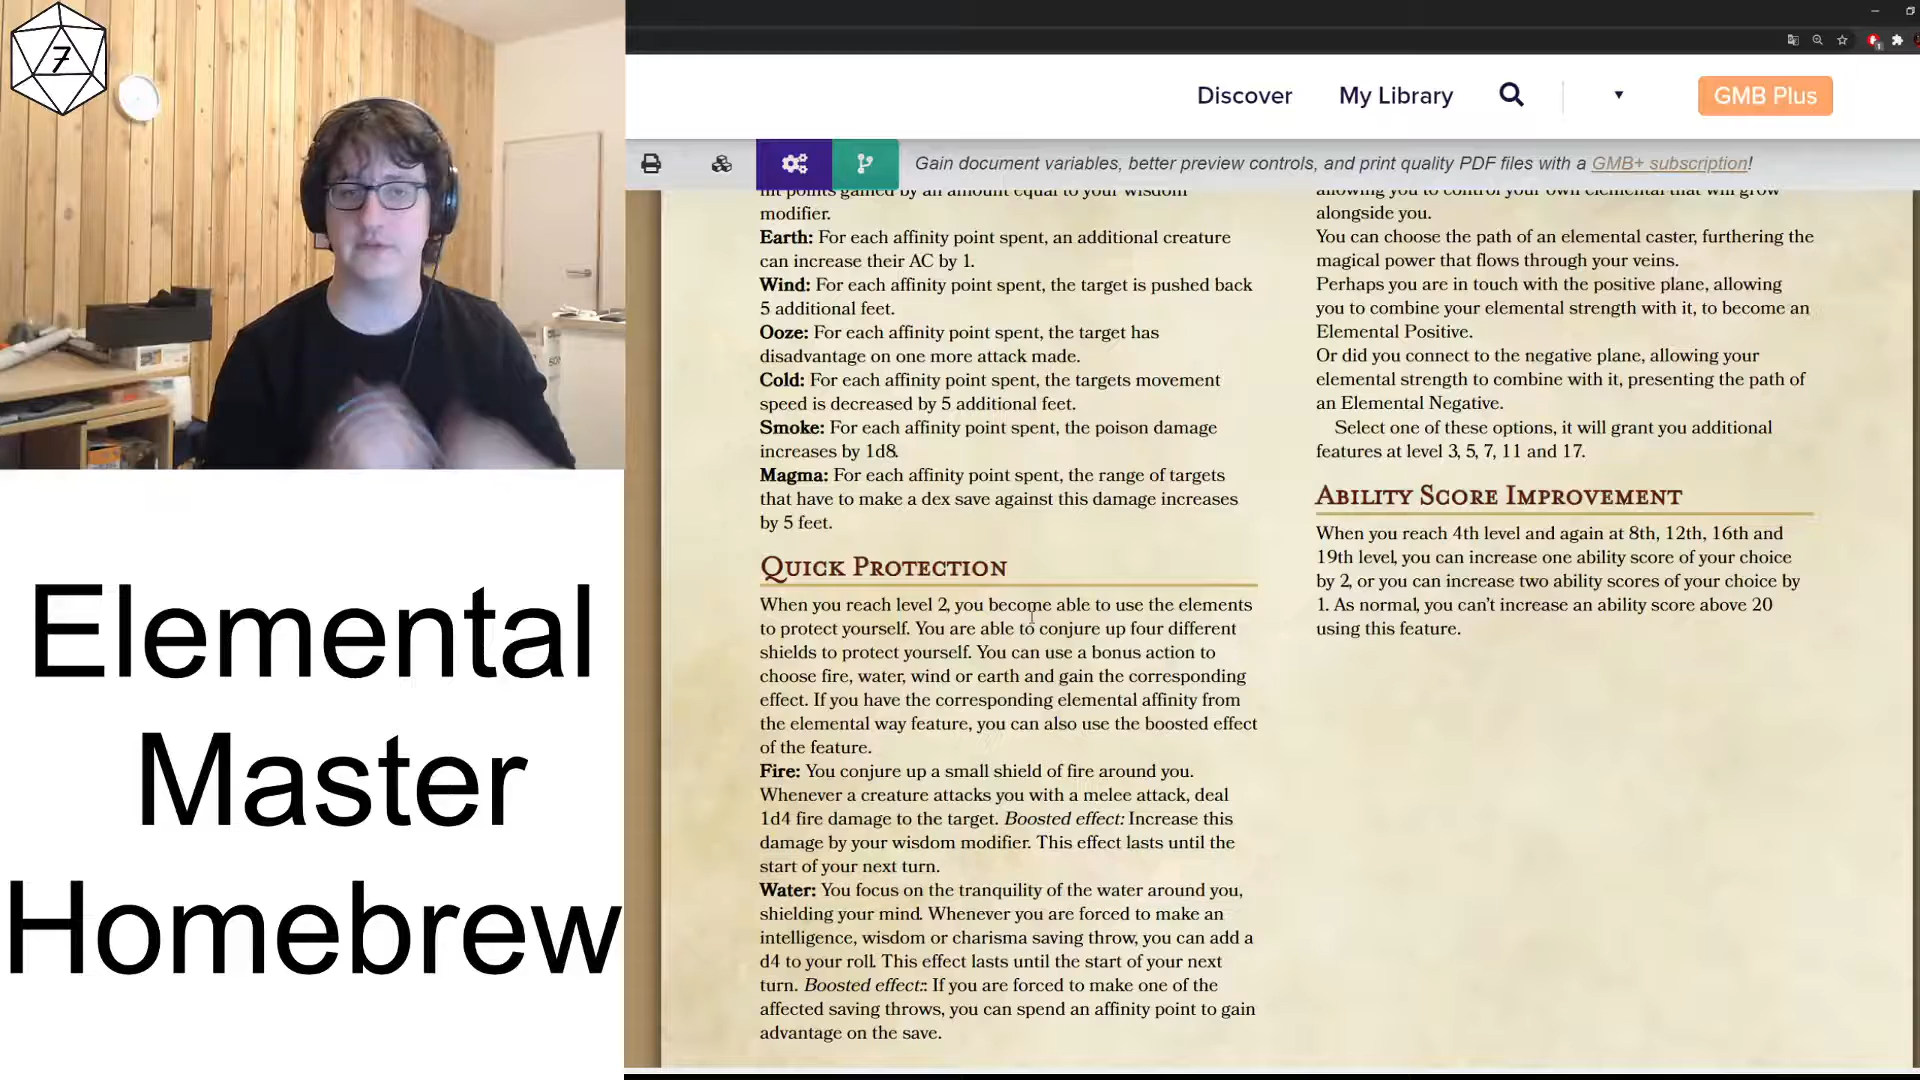 7
Elemental
Master
Homebrew
Discover
My Library
GMB Plus
Gain document variables, better preview controls, and print quality PDF files with a GMB+ subscription!
hit points gained by an amount equal to your wisdom
modifier.
Earth: For each affinity point spent, an additional creature
can increase their AC by 1.
Wind: For each affinity point spent, the target is pushed back
5 additional feet.
Ooze: For each affinity point spent, the target has
disadvantage on one more attack made.
Cold: For each affinity point spent, the targets movement
speed is decreased by 5 additional feet.
Smoke: For each affinity point spent, the poison damage
increases by 1d8.
Magma: For each affinity point spent, the range of targets
that have to make a dex save against this damage increases
by 5 feet.
QUICK PROTECTION
When you reach level 2, you become able to use the elements
to protect yourself. You are able to conjure up four different
shields to protect yourself. You can use a bonus action to
choose fire, water, wind or earth and gain the corresponding
effect. If you have the corresponding elemental affinity from
the elemental way feature, you can also use the boosted effect
of the feature.
Fire: You conjure up a small shield of fire around you.
Whenever a creature attacks you with a melee attack, deal
1d4 fire damage to the target. Boosted effect: Increase this
damage by your wisdom modifier. This effect lasts until the
start of your next turn.
Water: You focus on the tranquility of the water around you,
shielding your mind. Whenever you are forced to make an
intelligence, wisdom or charisma saving throw, you can add a
d4 to your roll. This effect lasts until the start of your next
turn. Boosted effect:: If you are forced to make one of the
affected saving throws, you can spend an affinity point to gain
advantage on the save.
allowing you to control your own elemental that will grow
alongside you.
You can choose the path of an elemental caster, furthering the
magical power that flows through your veins.
Perhaps you are in touch with the positive plane, allowing
you to combine your elemental strength with it, to become an
Elemental Positive.
Or did you connect to the negative plane, allowing your
elemental strength to combine with it, presenting the path of
an Elemental Negative.
Select one of these options, it will grant you additional
features at level 3, 5, 7, 11 and 17.
ABILITY SCORE IMPROVEMENT
When you reach 4th level and again at 8th, 12th, 16th and
19th level, you can increase one ability score of your choice
by 2, or you can increase two ability scores of your choice by
1. As normal, you can't increase an ability score above 20
using this feature.